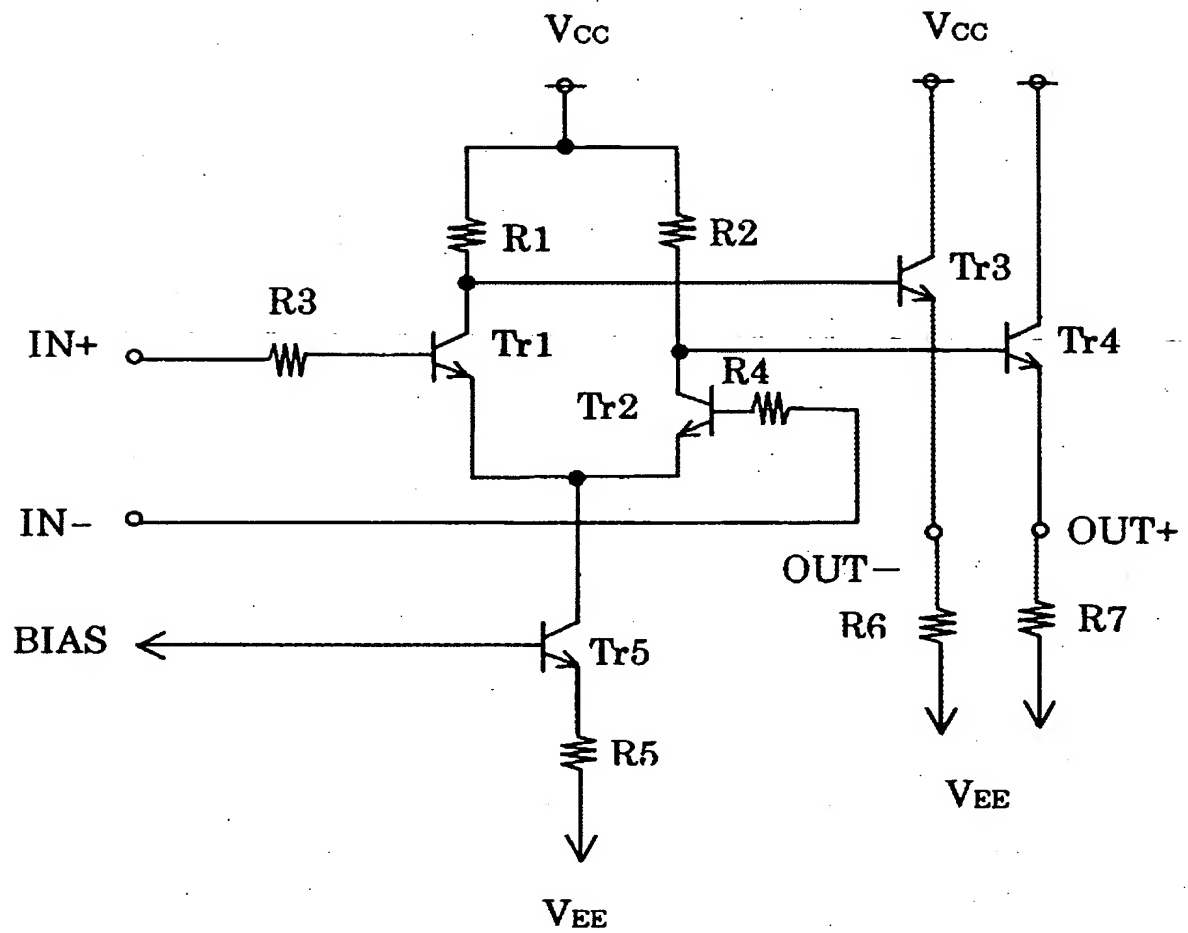 VCC
VCC
R1
R2
Tr3
R3
IN+
Tr1
Tr4
R4
Tr2
IN-
OUT-
OUT+
BIAS
Tr5
R6
R7
R5
VEE
VEE